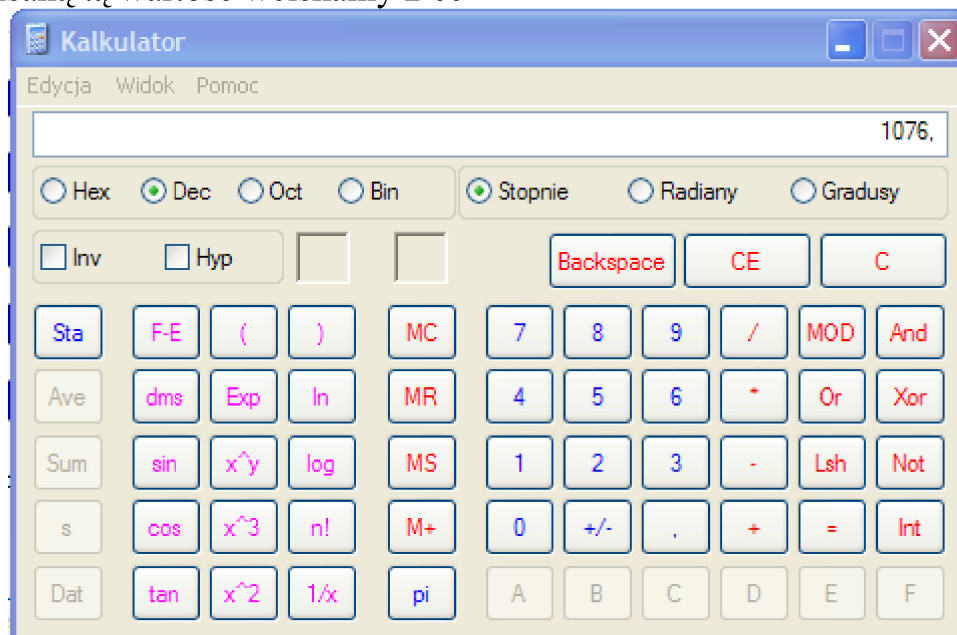 wartość
Kalkulator
Edycja Widok Pomoc
1076,
Hex Dec Oct Bin Stopnie Radiany Gradusy
Inv Hyp Backspace CE C
Sta F-E ( ) MC 7 8 9 / MOD And
Ave dms Exp ln MR 4 5 6 * Or Xor
Sum sin x^y log MS 1 2 3 - Lsh Not
s cos x^3 n! M+ 0 +/- , + = Int
Dat tan x^2 1/x pi A B C D E F